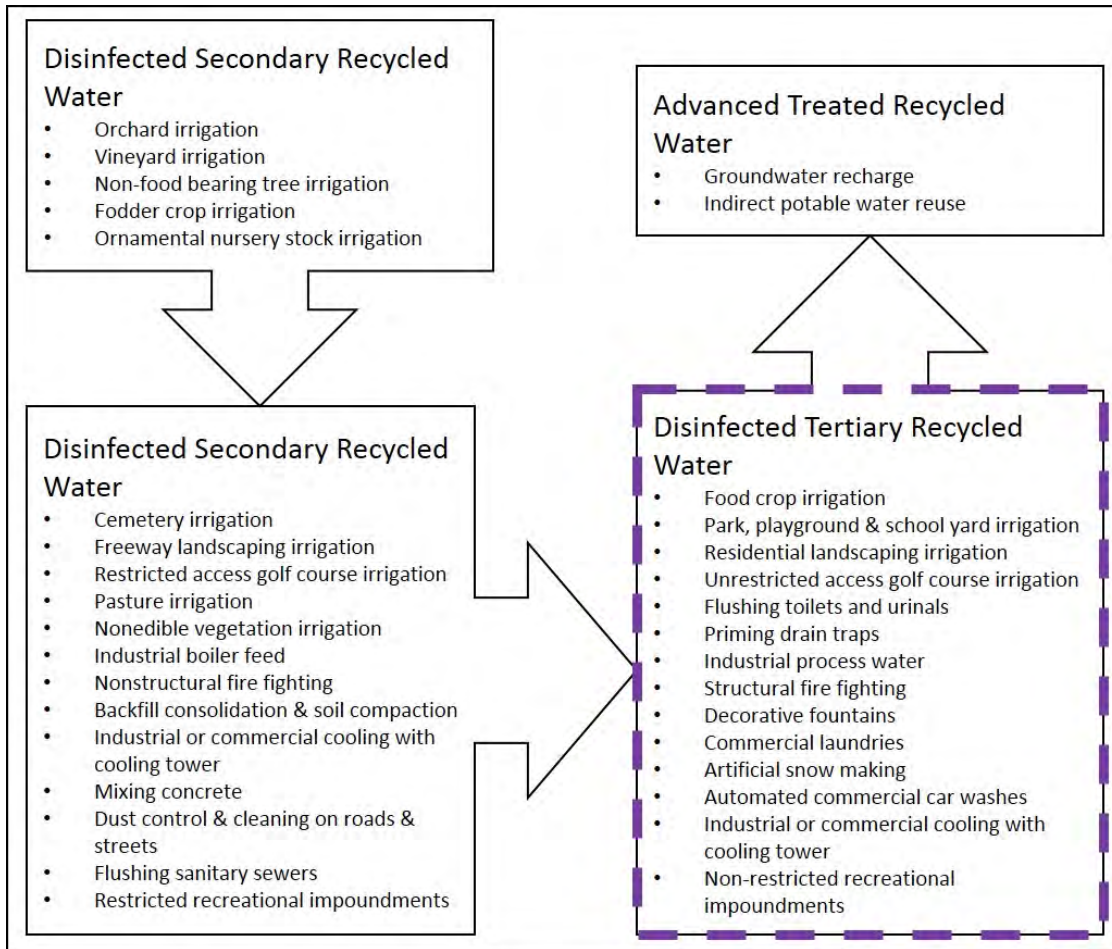 Disinfected Secondary Recycled
Water
• Orchard irrigation
• Vineyard irrigation
• Non-food bearing tree irrigation
• Fodder crop irrigation
• Ornamental nursery stock irrigation
Disinfected Secondary Recycled
Water
• Cemetery irrigation
• Freeway landscaping irrigation
• Restricted access golf course irrigation
• Pasture irrigation
• Nonedible vegetation irrigation
• Industrial boiler feed
• Nonstructural fire fighting
• Backfill consolidation & soil compaction
• Industrial or commercial cooling with
cooling tower
• Mixing concrete
• Dust control & cleaning on roads &
streets
• Flushing sanitary sewers
• Restricted recreational impoundments
Disinfected Tertiary Recycled
Water
• Food crop irrigation
• Park, playground & school yard irrigation
• Residential landscaping irrigation
• Unrestricted access golf course irrigation
• Flushing toilets and urinals
• Priming drain traps
• Industrial process water
• Structural fire fighting
• Decorative fountains
• Commercial laundries
• Artificial snow making
• Automated commercial car washes
• Industrial or commercial cooling with
cooling tower
• Non-restricted recreational
impoundments
Advanced Treated Recycled
Water
• Groundwater recharge
• Indirect potable water reuse